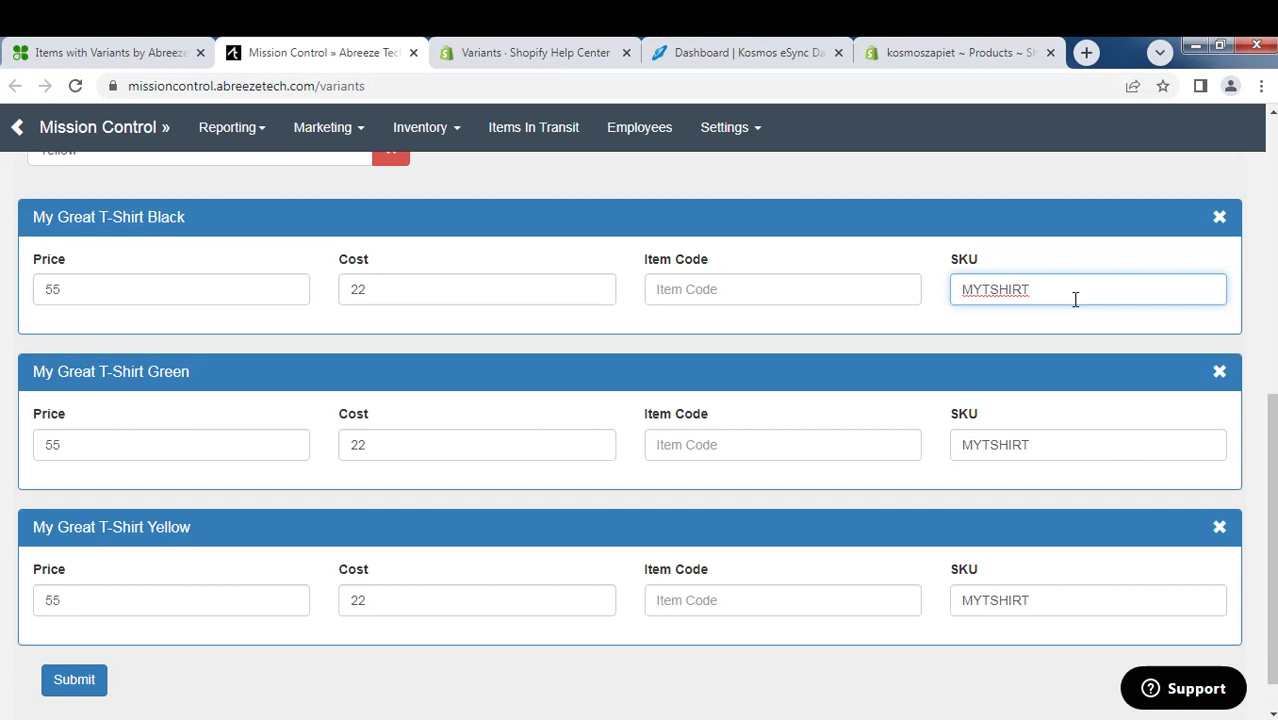 Items with Variants by Abreeze
Mission Control » Abreeze Tec
Variants · Sh
Center
Dashboard | Kosmos eSync Da
kosmoszapiet ~ Products ~ Sh
missioncontrol.abreezetech.com/variants
Mission Control » Reporting Marketing Inventory Items In Transit Employees Settings
Yellow
My Great T-Shirt Black
Price Cost Item Code SKU
55 22 Item Code MYTSHIRT
My Great T-Shirt Green
Price Cost Item Code SKU
55 22 Item Code MYTSHIRT
My Great T-Shirt Yellow
Price Cost Item Code SKU
55 22 Item Code MYTSHIRT
Submit
Support